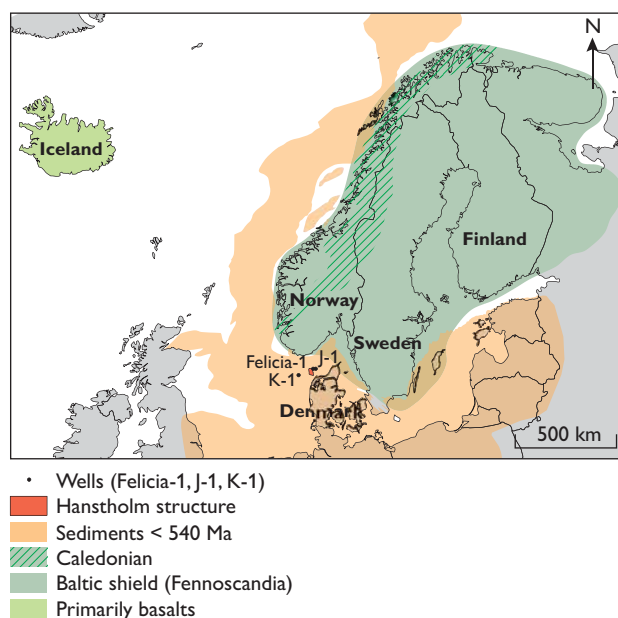 N
Iceland
Finland
Norway
Sweden
Felicia-1 J-1
K-1
Denmark
500 km
Wells (Felicia-1, J-1, K-1)
Hanstholm structure
Sediments < 540 Ma
Caledonian
Baltic shield (Fennoscandia)
Primarily basalts